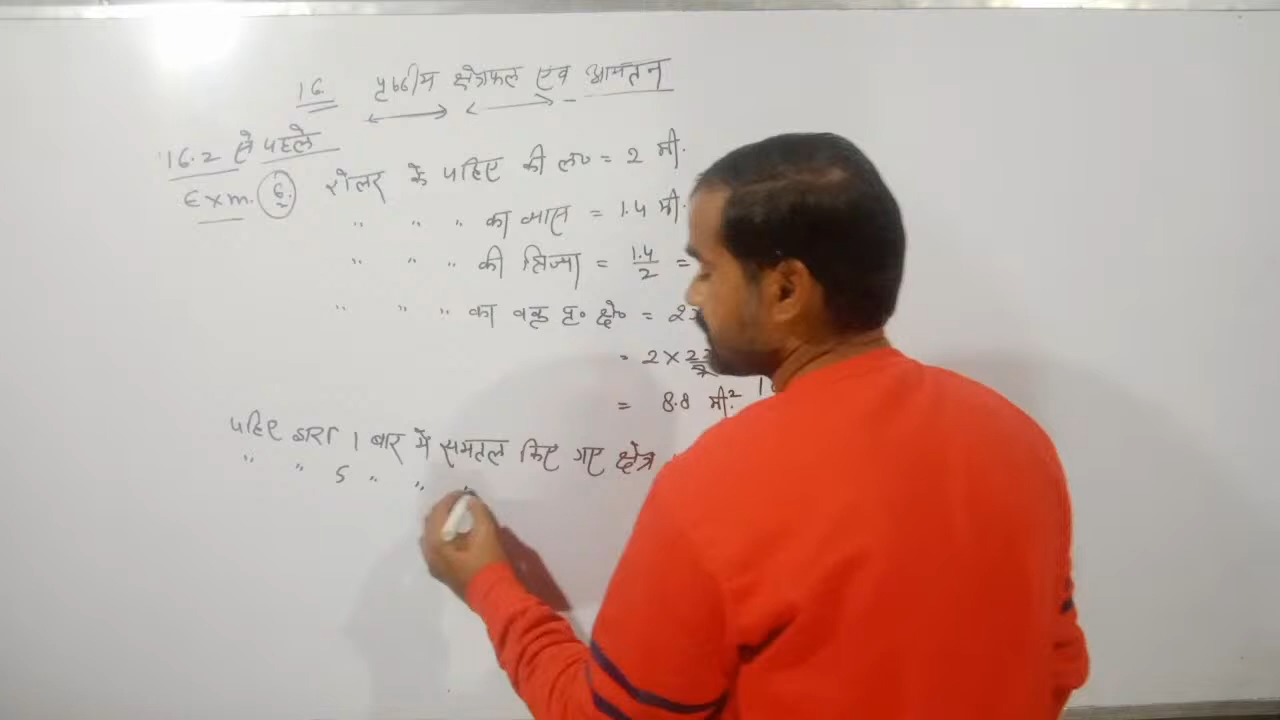 16. पृष्ठीय क्षेत्रफल एवं आयतन
16.2 से पहले
Exm. 6. रोलर के पहिए की ल० = 2 मी.
" " " का व्यास = 1.4 मी.
" " " की त्रिज्या = 1.4/2 =
" " " का वक्र पृ० क्षे० = 2
= 2 × 22/7
= 8.8 मी.²
पहिए द्वारा 1 बार में समतल किए गए क्षेत्र
" " 5 " " "